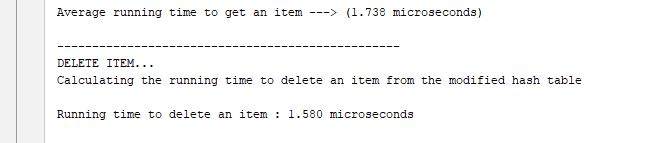 Average running time to get an item ---> (1.738 microseconds)
-------------------------------------------------
DELETE ITEM...
Calculating the running time to delete an item from the modified hash table
Running time to delete an item : 1.580 microseconds